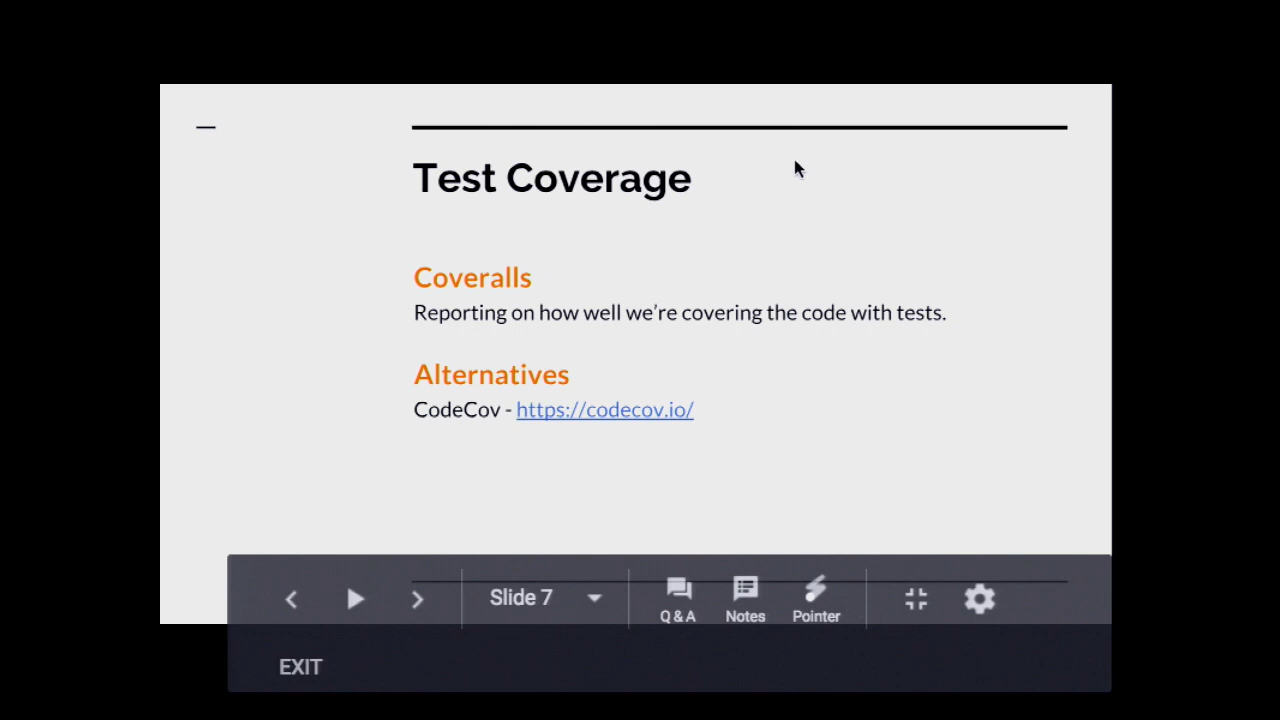 Test Coverage
Coveralls
Reporting on how well we're covering the code with tests.
Alternatives
CodeCov - https://codecov.io/
Slide 7
Q & A
Notes
Pointer
EXIT